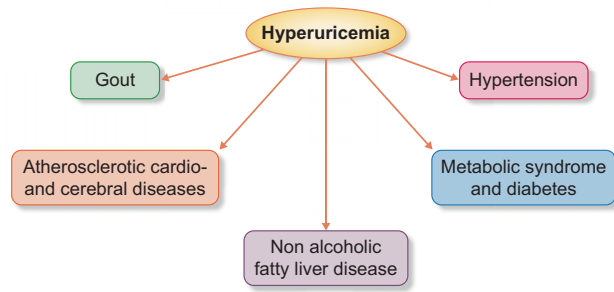 Hyperuricemia
Gout
Hypertension
Atherosclerotic cardio-
and cerebral diseases
Metabolic syndrome
and diabetes
Non alcoholic
fatty liver disease